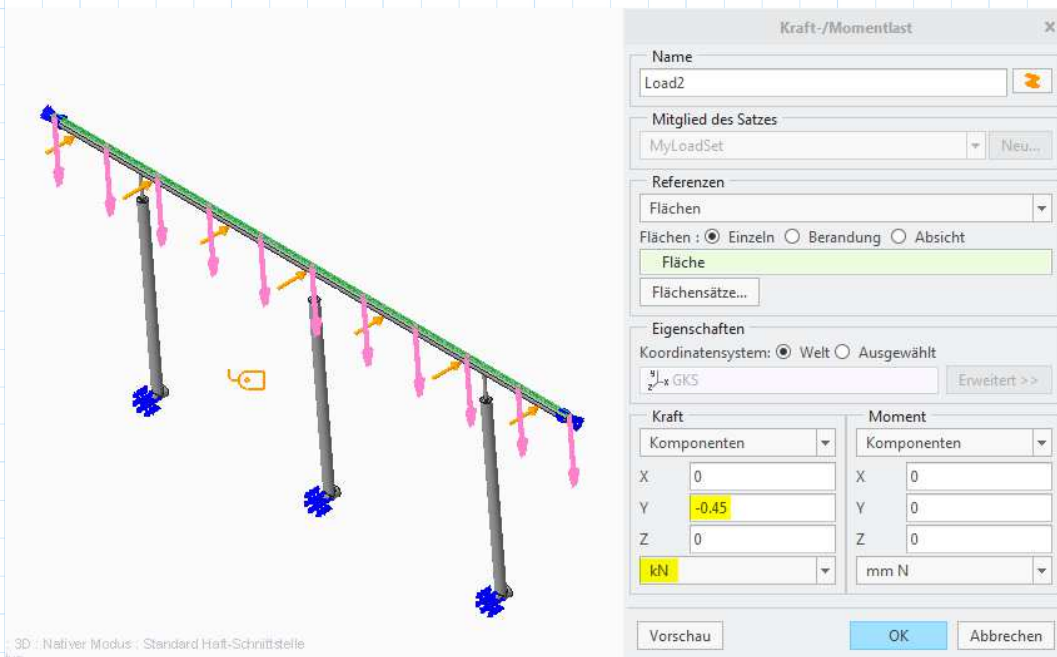 Kraft-/Momentlast x
Name
Load2
Mitglied des Satzes
MyLoadSet Neu...
Referenzen
Flächen
Flächen : Einzeln Berandung Absicht
Fläche
Flächensätze...
Eigenschaften
Koordinatensystem: Welt Ausgewählt
y z x GKS Erweitert >>
Kraft Moment
Komponenten Komponenten
X 0 X 0
Y -0.45 Y 0
Z 0 Z 0
kN mm N
Vorschau OK Abbrechen
3D : Nativer Modus : Standard Haft-Schnittstelle